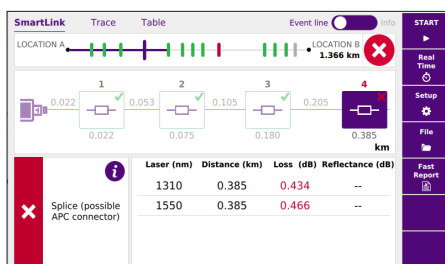 SmartLink Trace Table Event line Info
LOCATION A
LOCATION B
1.366 km
1 2 3 4
0.022 0.053 0.105 0.205
0.022 0.075 0.180 0.385
km
Splice (possible
APC connector)
i
Laser (nm) Distance (km) Loss (dB) Reflectance (dB)
1310 0.385 0.434 --
1550 0.385 0.466 --
START
Real
Time
Setup
File
Fast
Report